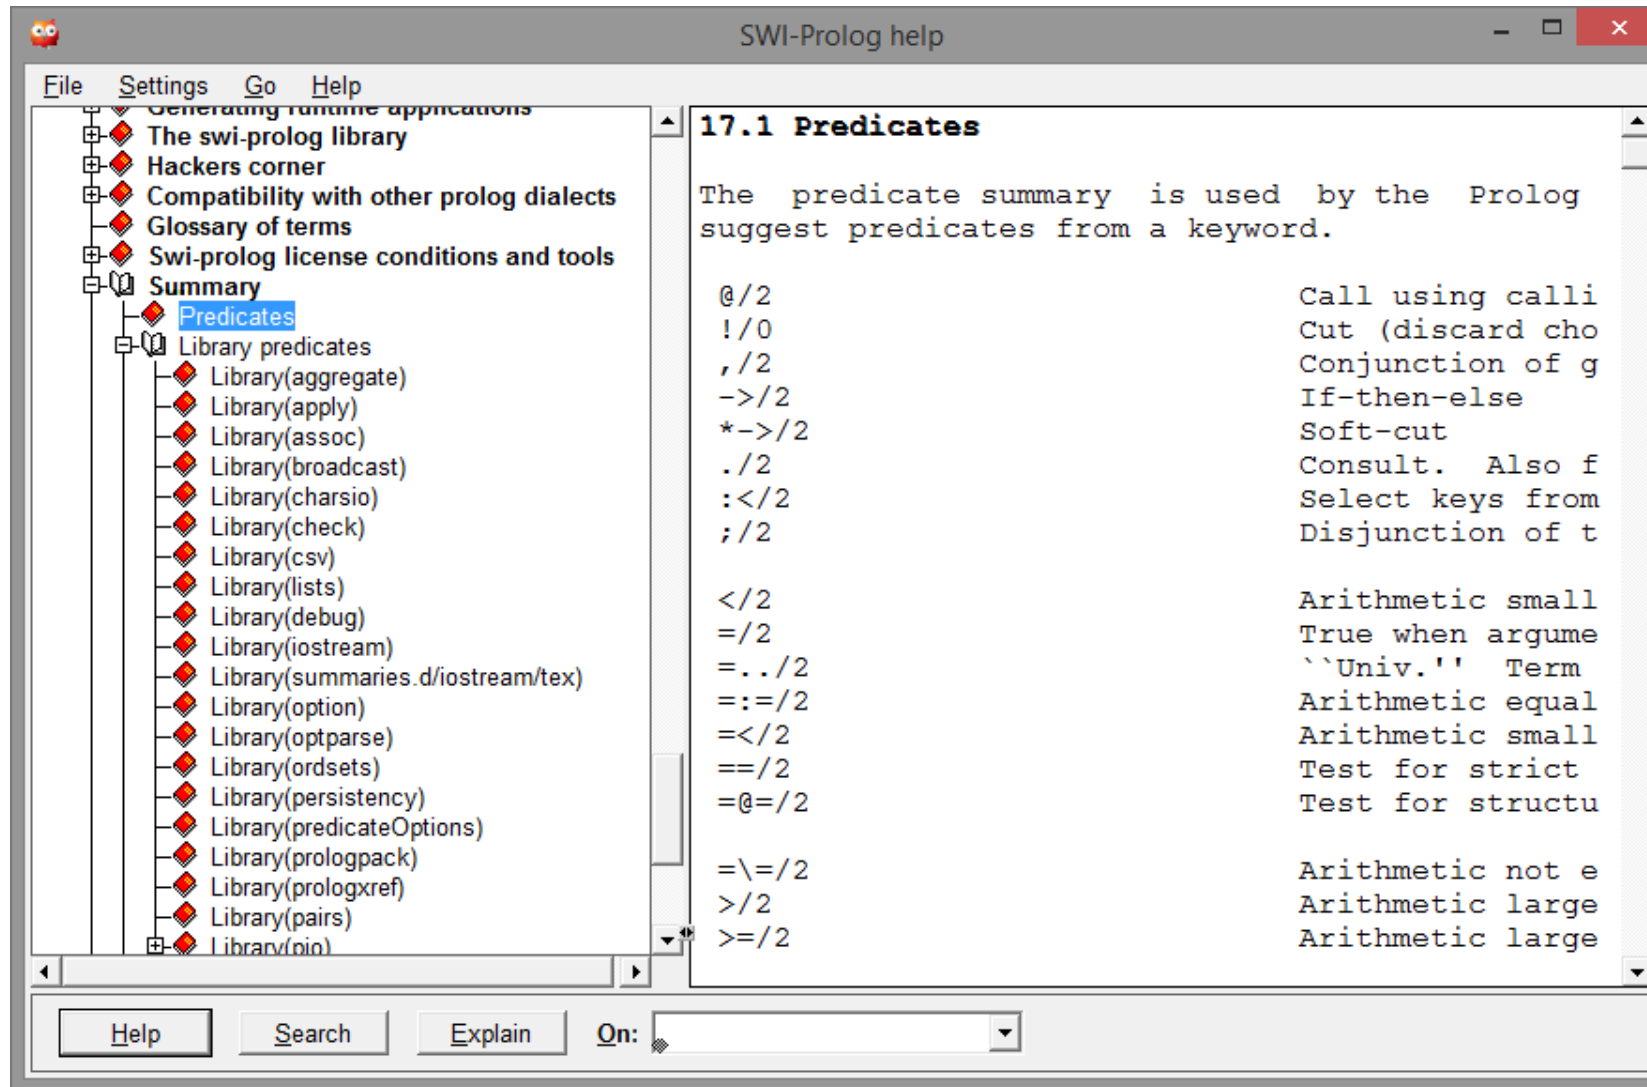 SWI-Prolog help
File Settings Go Help
Generating runtime applications
The swi-prolog library
Hackers corner
Compatibility with other prolog dialects
Glossary of terms
Swi-prolog license conditions and tools
Summary
Predicates
Library predicates
Library(aggregate)
Library(apply)
Library(assoc)
Library(broadcast)
Library(charsio)
Library(check)
Library(csv)
Library(lists)
Library(debug)
Library(iostream)
Library(summaries.d/iostream/tex)
Library(option)
Library(optparse)
Library(ordsets)
Library(persistency)
Library(predicateOptions)
Library(prologpack)
Library(prologxref)
Library(pairs)
Library(pio)
17.1 Predicates
The predicate summary is used by the Prolog
suggest predicates from a keyword.
@/2 Call using calli
!/0 Cut (discard cho
,/2 Conjunction of g
->/2 If-then-else
*->/2 Soft-cut
./2 Consult. Also f
:</2 Select keys from
;/2 Disjunction of t
</2 Arithmetic small
=/2 True when argume
=../2 ``Univ.'' Term
=:=/2 Arithmetic equal
=</2 Arithmetic small
==/2 Test for strict
=@=/2 Test for structu
=\=/2 Arithmetic not e
>/2 Arithmetic large
>=/2 Arithmetic large
Help Search Explain On: